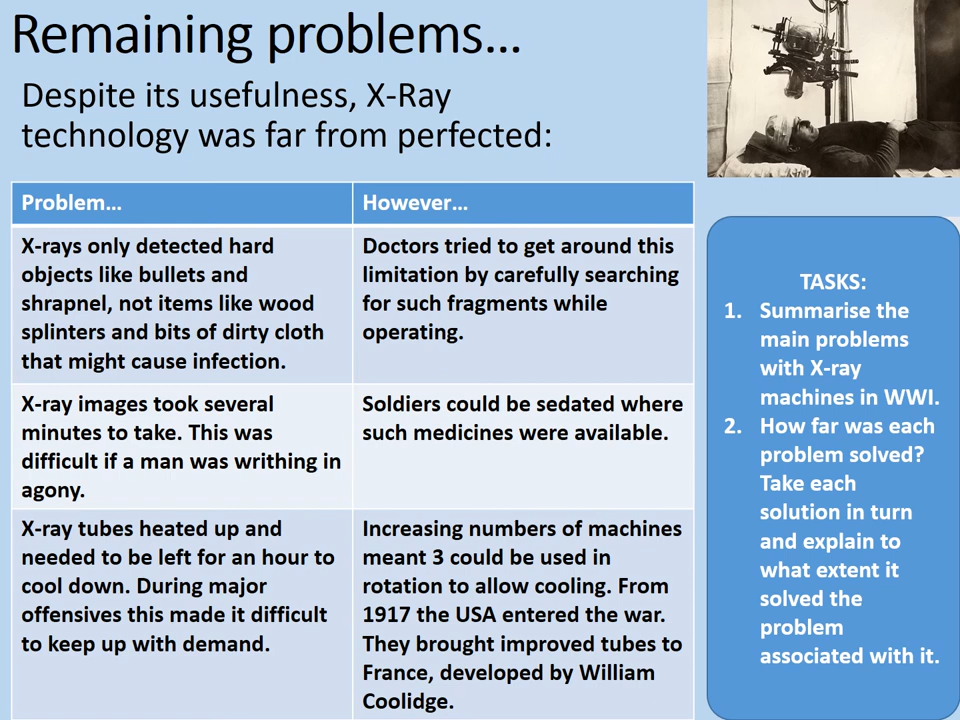 Remaining problems...
Despite its usefulness, X-Ray
technology was far from perfected:
Problem...
However...
X-rays only detected hard
objects like bullets and
shrapnel, not items like wood
splinters and bits of dirty cloth
that might cause infection.
Doctors tried to get around this
limitation by carefully searching
for such fragments while
operating.
X-ray images took several
minutes to take. This was
difficult if a man was writhing in
agony.
Soldiers could be sedated where
such medicines were available.
X-ray tubes heated up and
needed to be left for an hour to
cool down. During major
offensives this made it difficult
to keep up with demand.
Increasing numbers of machines
meant 3 could be used in
rotation to allow cooling. From
1917 the USA entered the war.
They brought improved tubes to
France, developed by William
Coolidge.
TASKS:
1. Summarise the
main problems
with X-ray
machines in WWI.
2. How far was each
problem solved?
Take each
solution in turn
and explain to
what extent it
solved the
problem
associated with it.